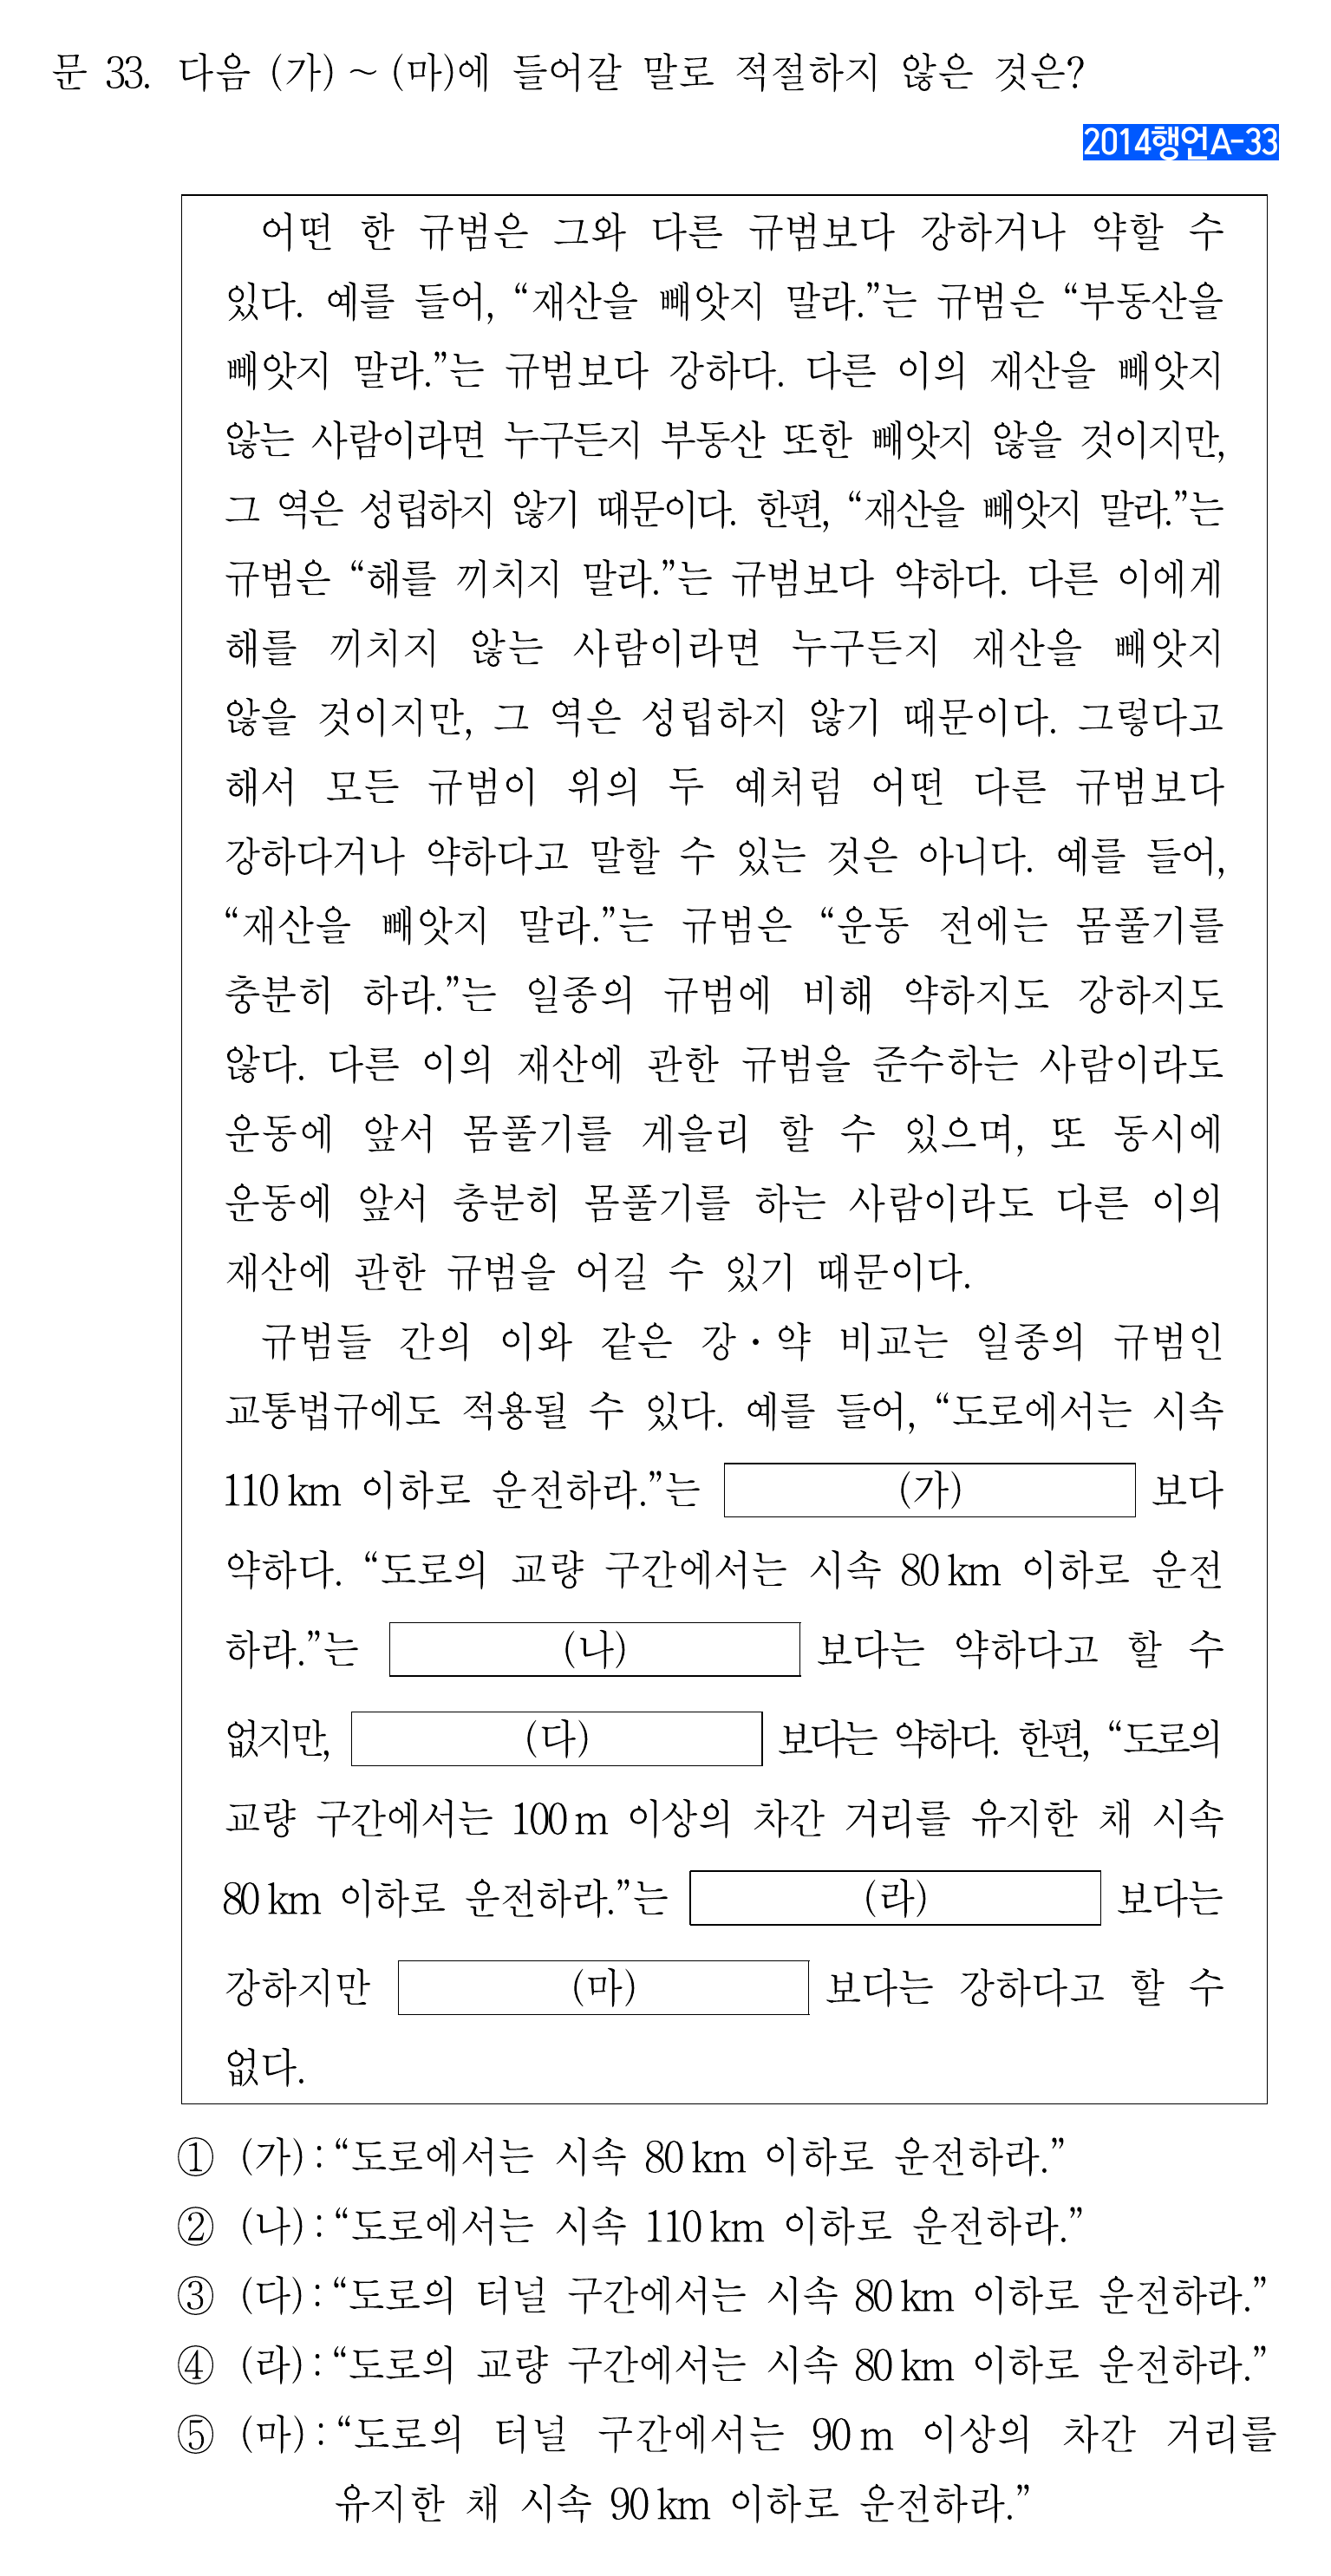 문 33. 다음 (가) ~ (마)에 들어갈 말로 적절하지 않은 것은?
2014행언A-33
어떤 한 규범은 그와 다른 규범보다 강하거나 약할 수
있다. 예를 들어, “재산을 빼앗지 말라.”는 규범은 “부동산을
빼앗지 말라.”는 규범보다 강하다. 다른 이의 재산을 빼앗지
않는 사람이라면 누구든지 부동산 또한 빼앗지 않을 것이지만,
그 역은 성립하지 않기 때문이다. 한편, “재산을 빼앗지 말라.”는
규범은 “해를 끼치지 말라.”는 규범보다 약하다. 다른 이에게
해를 끼치지 않는 사람이라면 누구든지 재산을 빼앗지
않을 것이지만, 그 역은 성립하지 않기 때문이다. 그렇다고
해서 모든 규범이 위의 두 예처럼 어떤 다른 규범보다
강하다거나 약하다고 말할 수 있는 것은 아니다. 예를 들어,
“재산을 빼앗지 말라.”는 규범은 “운동 전에는 몸풀기를
충분히 하라.”는 일종의 규범에 비해 약하지도 강하지도
않다. 다른 이의 재산에 관한 규범을 준수하는 사람이라도
운동에 앞서 몸풀기를 게을리 할 수 있으며, 또 동시에
운동에 앞서 충분히 몸풀기를 하는 사람이라도 다른 이의
재산에 관한 규범을 어길 수 있기 때문이다.
규범들 간의 이와 같은 강·약 비교는 일종의 규범인
교통법규에도 적용될 수 있다. 예를 들어, “도로에서는 시속
110 km 이하로 운전하라.”는 (가) 보다
약하다. “도로의 교량 구간에서는 시속 80 km 이하로 운전
하라.”는 (나) 보다는 약하다고 할 수
없지만, (다) 보다는 약하다. 한편, “도로의
교량 구간에서는 100 m 이상의 차간 거리를 유지한 채 시속
80 km 이하로 운전하라.”는 (라) 보다는
강하지만 (마) 보다는 강하다고 할 수
없다.
① (가) : “도로에서는 시속 80 km 이하로 운전하라.”
② (나) : “도로에서는 시속 110 km 이하로 운전하라.”
③ (다) : “도로의 터널 구간에서는 시속 80 km 이하로 운전하라.”
④ (라) : “도로의 교량 구간에서는 시속 80 km 이하로 운전하라.”
⑤ (마) : “도로의 터널 구간에서는 90 m 이상의 차간 거리를
유지한 채 시속 90 km 이하로 운전하라.”